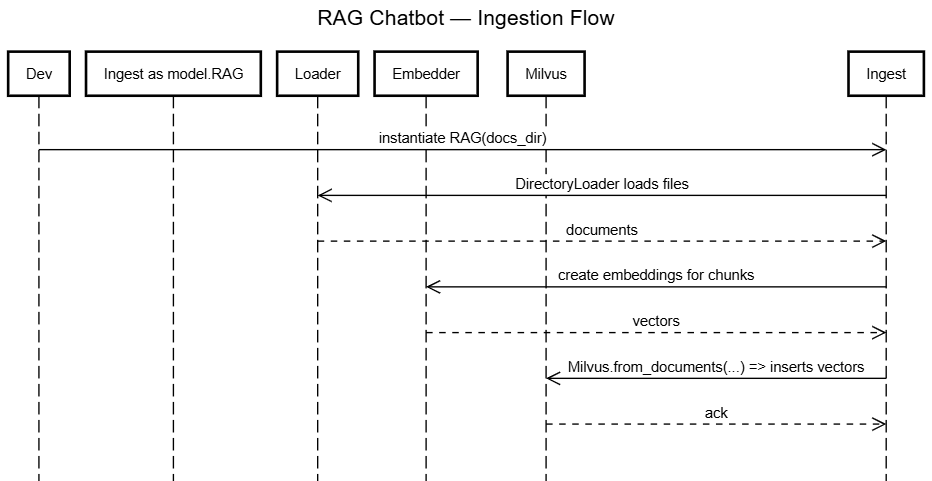 RAG Chatbot — Ingestion Flow
Dev
Ingest as model.RAG
Loader
Embedder
Milvus
Ingest
instantiate RAG(docs_dir)
DirectoryLoader loads files
documents
create embeddings for chunks
vectors
Milvus.from_documents(...) => inserts vectors
ack